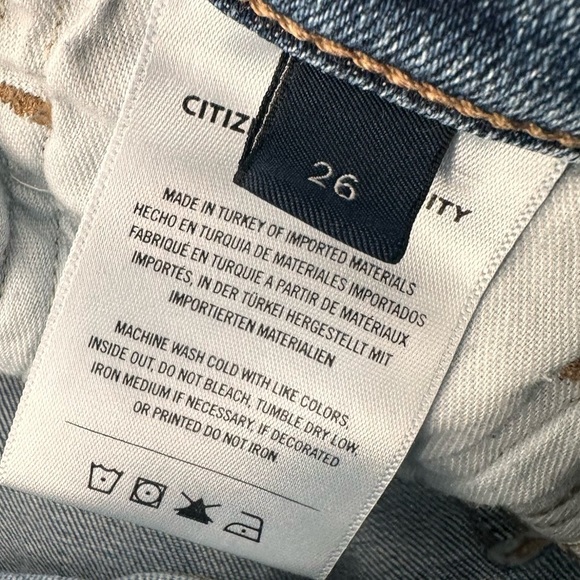 CITIZ ITY
26
MADE IN TURKEY OF IMPORTED MATERIALS
HECHO EN TURQUIA DE MATERIALES IMPORTADOS
FABRIQUÉ EN TURQUIE A PARTIR DE MATÉRIAUX
IMPORTÉS, IN DER TÜRKEI HERGESTELLT MIT
IMPORTIERTEN MATERIALIEN
MACHINE WASH COLD WITH LIKE COLORS,
INSIDE OUT, DO NOT BLEACH, TUMBLE DRY LOW
IRON MEDIUM IF NECESSARY, IF DECORATED
OR PRINTED DO NOT IRON.